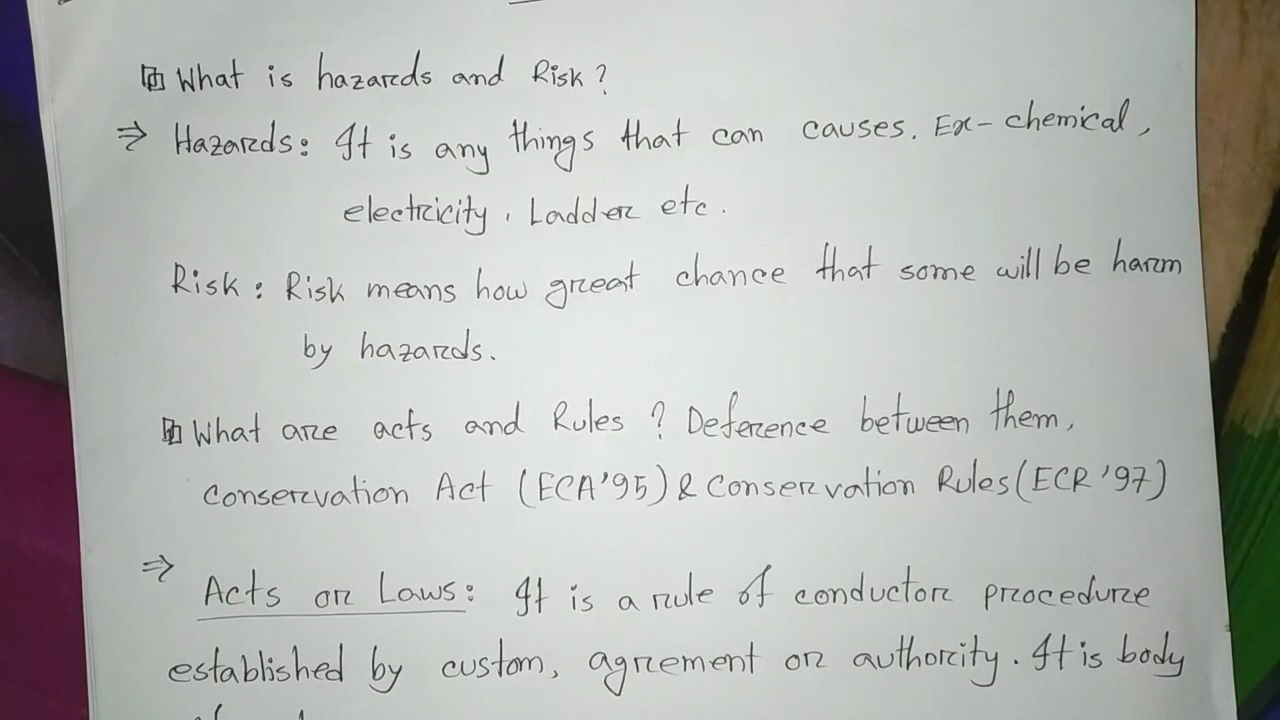 What is hazards and Risk?
⇒ Hazards: It is any things that can causes. Ex-chemical,
electricity, Ladder etc.
Risk: Risk means how great chance that some will be harm
by hazards.
What are acts and Rules? Deference between them,
Conservation Act (ECA'95) & Conservation Rules (ECR'97)
⇒ Acts or Laws: It is a rule of conductor procedure
established by custom, agrement or authority. It is body